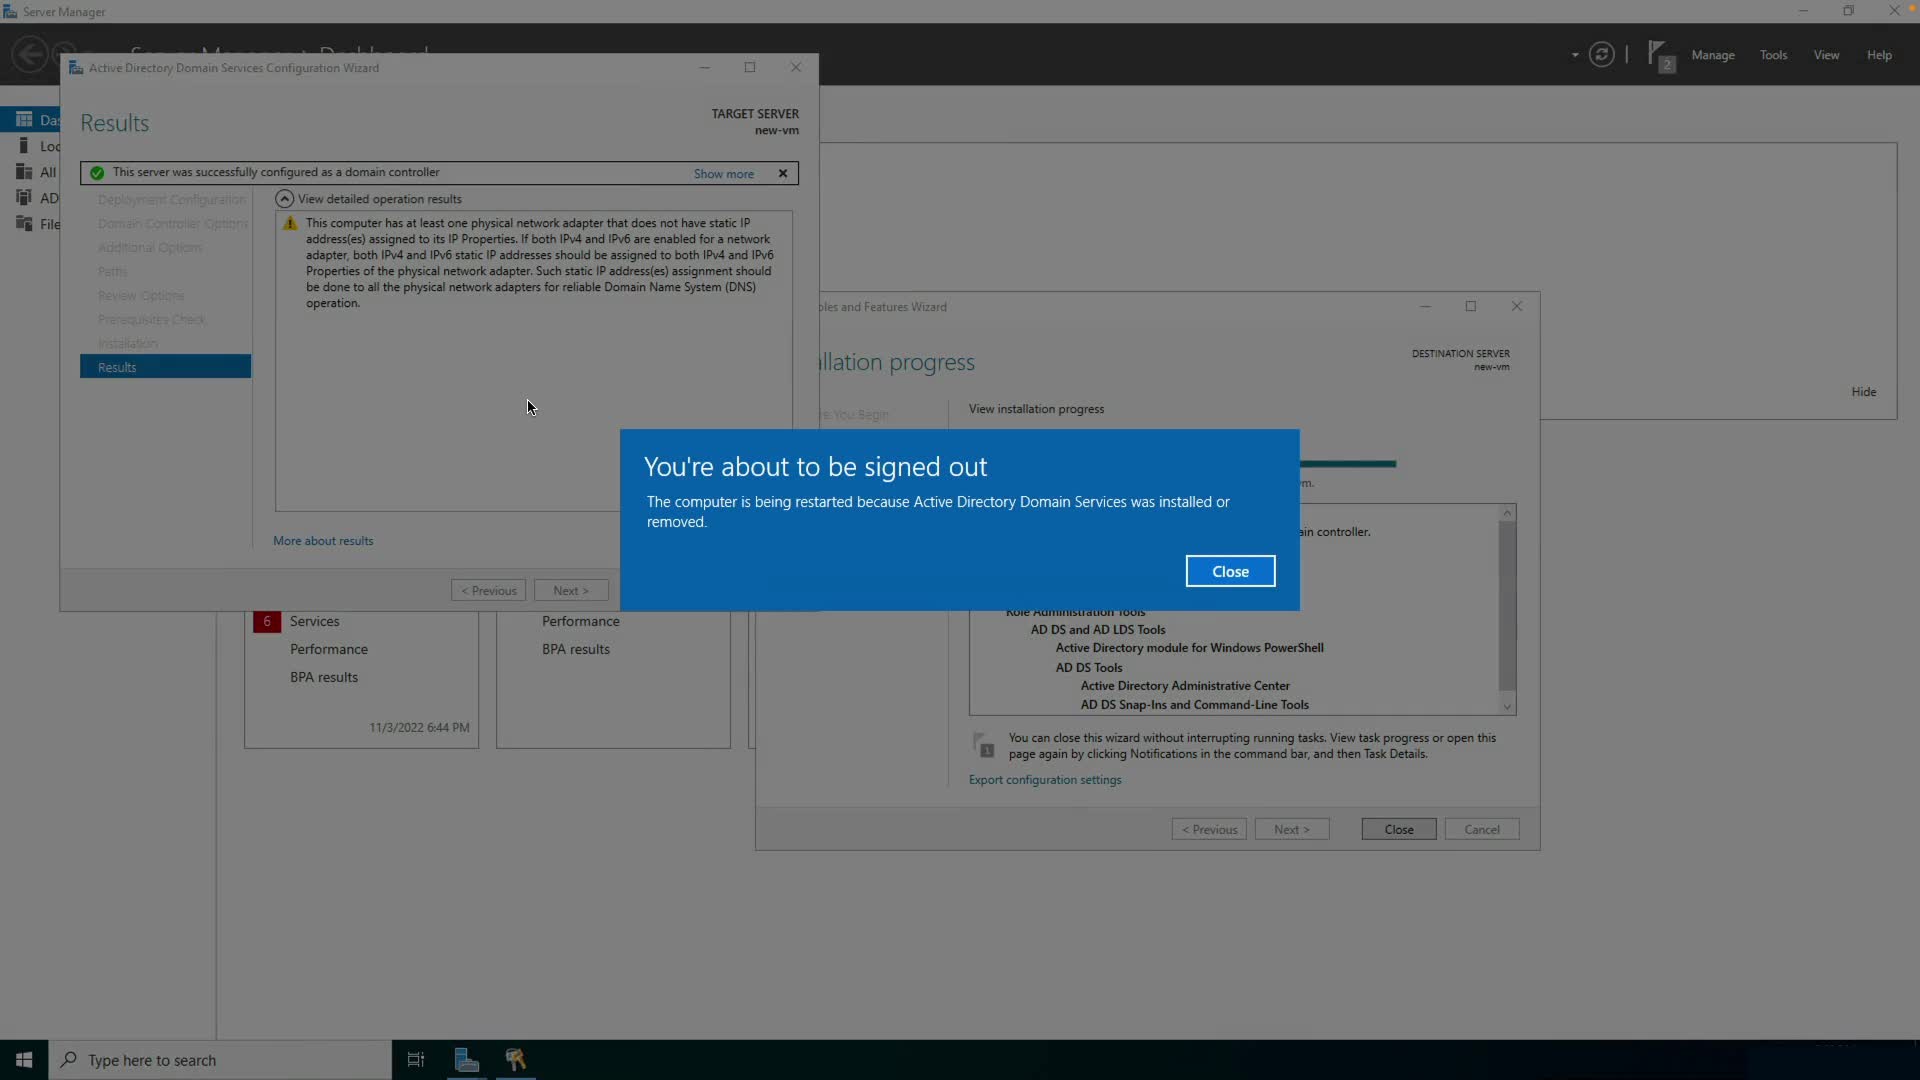 Server Manager
Manage
Tools
View
Help
2
Active Directory Domain Services Configuration Wizard
Results
TARGET SERVER
new-vm
This server was successfully configured as a domain controller
Show more
Deployment Configuration
Domain Controller Options
Additional Options
Paths
Review Options
Prerequisites Check
Installation
Results
View detailed operation results
This computer has at least one physical network adapter that does not have static IP
address(es) assigned to its IP Properties. If both IPv4 and IPv6 are enabled for a network
adapter, both IPv4 and IPv6 static IP addresses should be assigned to both IPv4 and IPv6
Properties of the physical network adapter. Such static IP address(es) assignment should
be done to all the physical network adapters for reliable Domain Name System (DNS)
operation.
More about results
< Previous
Next >
All
AD
and Features Wizard
progress
DESTINATION SERVER
new-vm
You Begin
View installation progress
Hide
You're about to be signed out
The computer is being restarted because Active Directory Domain Services was installed or
removed.
Close
controller.
Role Administration Tools
AD DS and AD LDS Tools
Active Directory module for Windows PowerShell
AD DS Tools
Active Directory Administrative Center
AD DS Snap-Ins and Command-Line Tools
1
You can close this wizard without interrupting running tasks. View task progress or open this
page again by clicking Notifications in the command bar, and then Task Details.
Export configuration settings
< Previous
Next >
Close
Cancel
6
Services
Performance
BPA results
11/3/2022 6:44 PM
Performance
BPA results
Type here to search